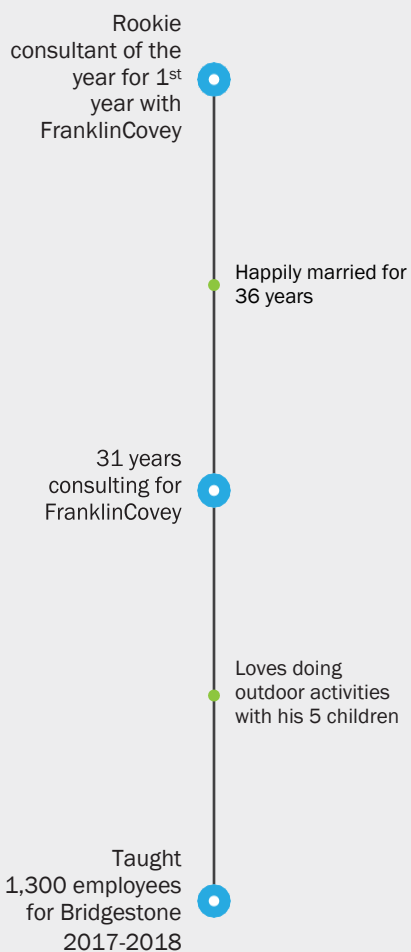 Rookie
consultant of the
year for 1st
year with
FranklinCovey
Happily married for
36 years
31 years
consulting for
FranklinCovey
Loves doing
outdoor activities
with his 5 children
Taught
1,300 employees
for Bridgestone
2017-2018